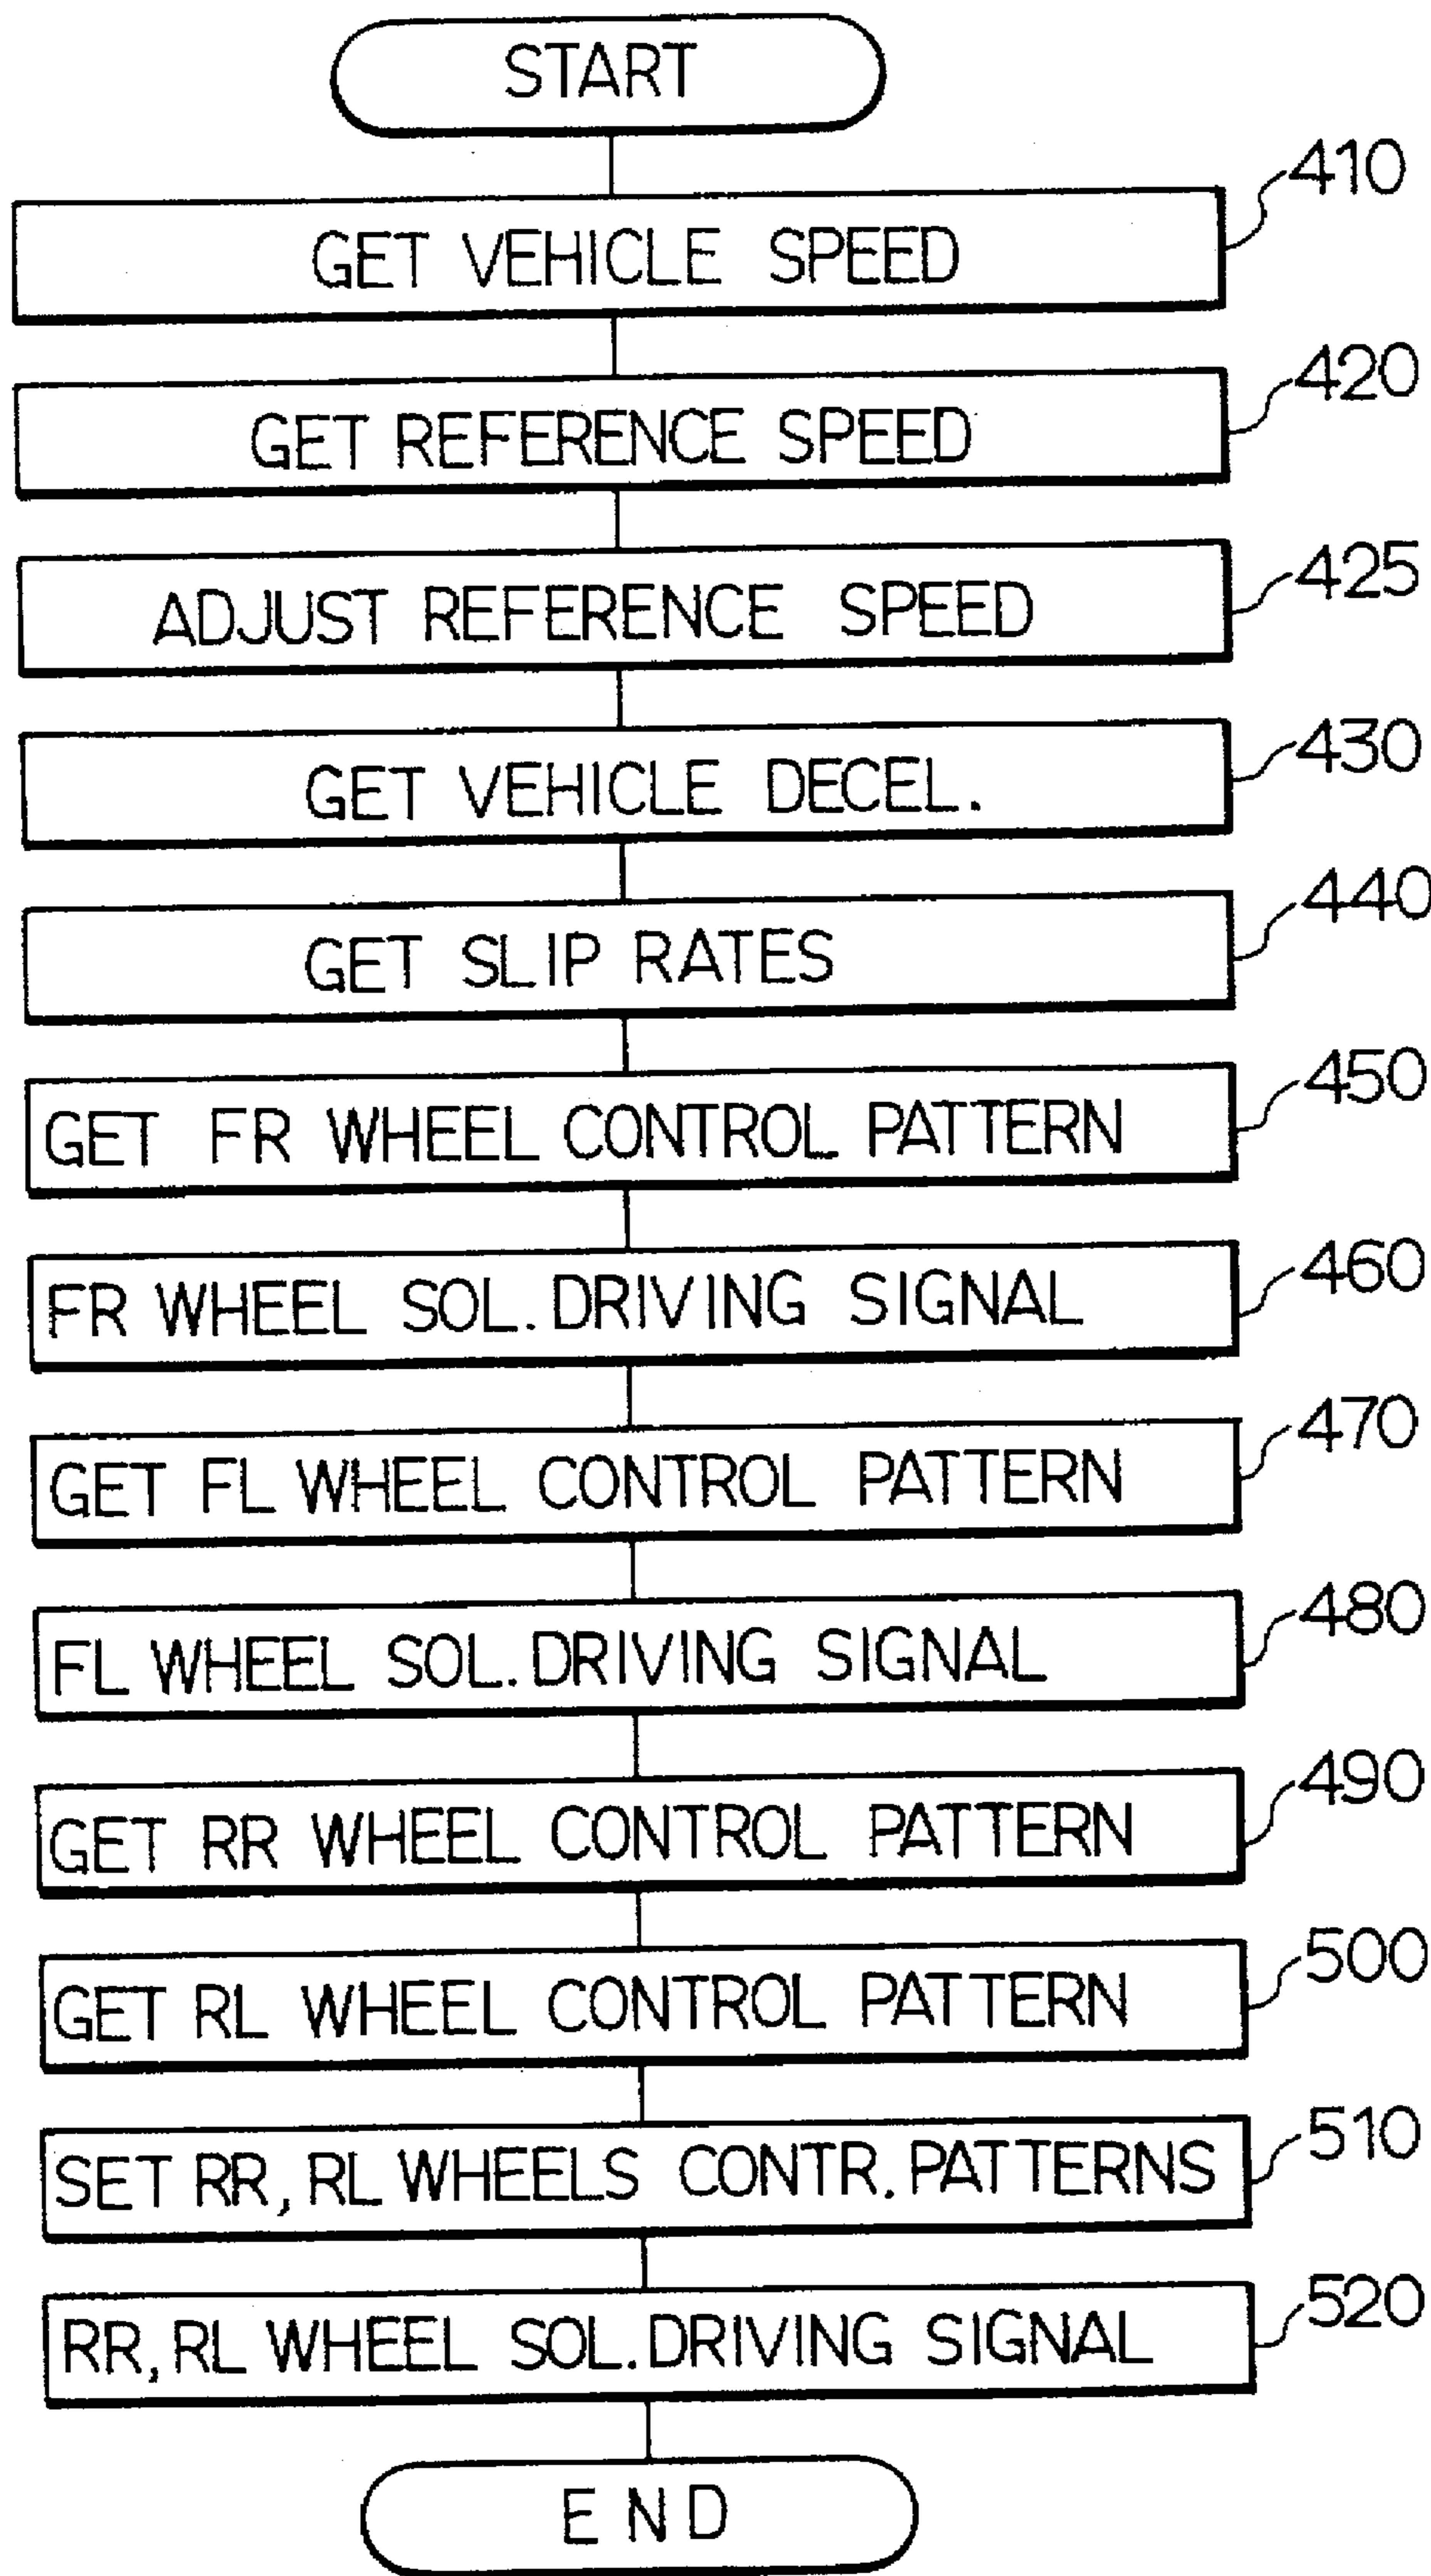 START
410
GET VEHICLE SPEED
420
GET REFERENCE SPEED
425
ADJUST REFERENCE SPEED
430
GET VEHICLE DECEL.
440
GET SLIP RATES
450
GET FR WHEEL CONTROL PATTERN
460
FR WHEEL SOL. DRIVING SIGNAL
470
GET FL WHEEL CONTROL PATTERN
480
FL WHEEL SOL. DRIVING SIGNAL
490
GET RR WHEEL CONTROL PATTERN
500
GET RL WHEEL CONTROL PATTERN
510
SET RR, RL WHEELS CONTR. PATTERNS
520
RR, RL WHEEL SOL. DRIVING SIGNAL
END